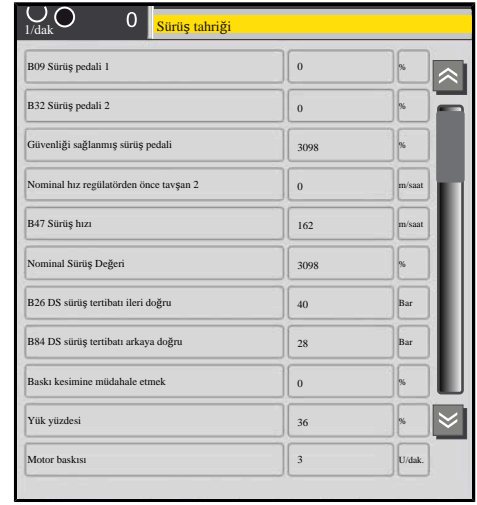 1/dak 0 Sürüş tahriği
B09 Sürüş pedali 1 0 %
B32 Sürüş pedali 2 0 %
Güvenliği sağlanmış sürüş pedali 3098 %
Nominal hız regülatörden önce tavşan 2 0 m/saat
B47 Sürüş hızı 162 m/saat
Nominal Sürüş Değeri 3098 %
B26 DS sürüş tertibatı ileri doğru 40 Bar
B84 DS sürüş tertibatı arkaya doğru 28 Bar
Baskı kesimine müdahale etmek 0 %
Yük yüzdesi 36 %
Motor baskısı 3 U/dak.